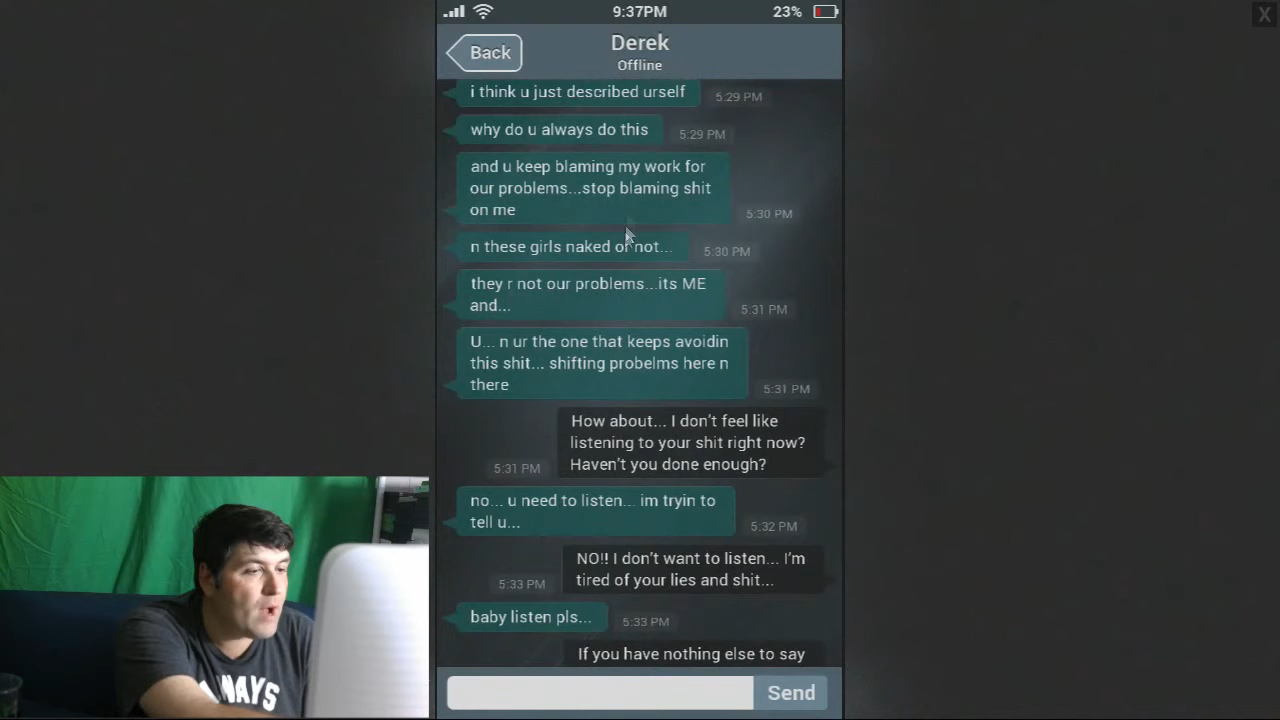 9:37PM
23%
X
Back
Derek
Offline
i think u just described urself
5:29 PM
why do u always do this
5:29 PM
and u keep blaming my work for
our problems...stop blaming shit
on me
5:30 PM
n these girls naked or not...
5:30 PM
they r not our problems...its ME
and...
5:31 PM
U... n ur the one that keeps avoidin
this shit... shifting probelms here n
there
5:31 PM
How about... I don't feel like
listening to your shit right now?
Haven't you done enough?
5:31 PM
no... u need to listen... im tryin to
tell u...
5:32 PM
NO!! I don't want to listen... I'm
tired of your lies and shit...
5:33 PM
baby listen pls...
5:33 PM
If you have nothing else to say
Send